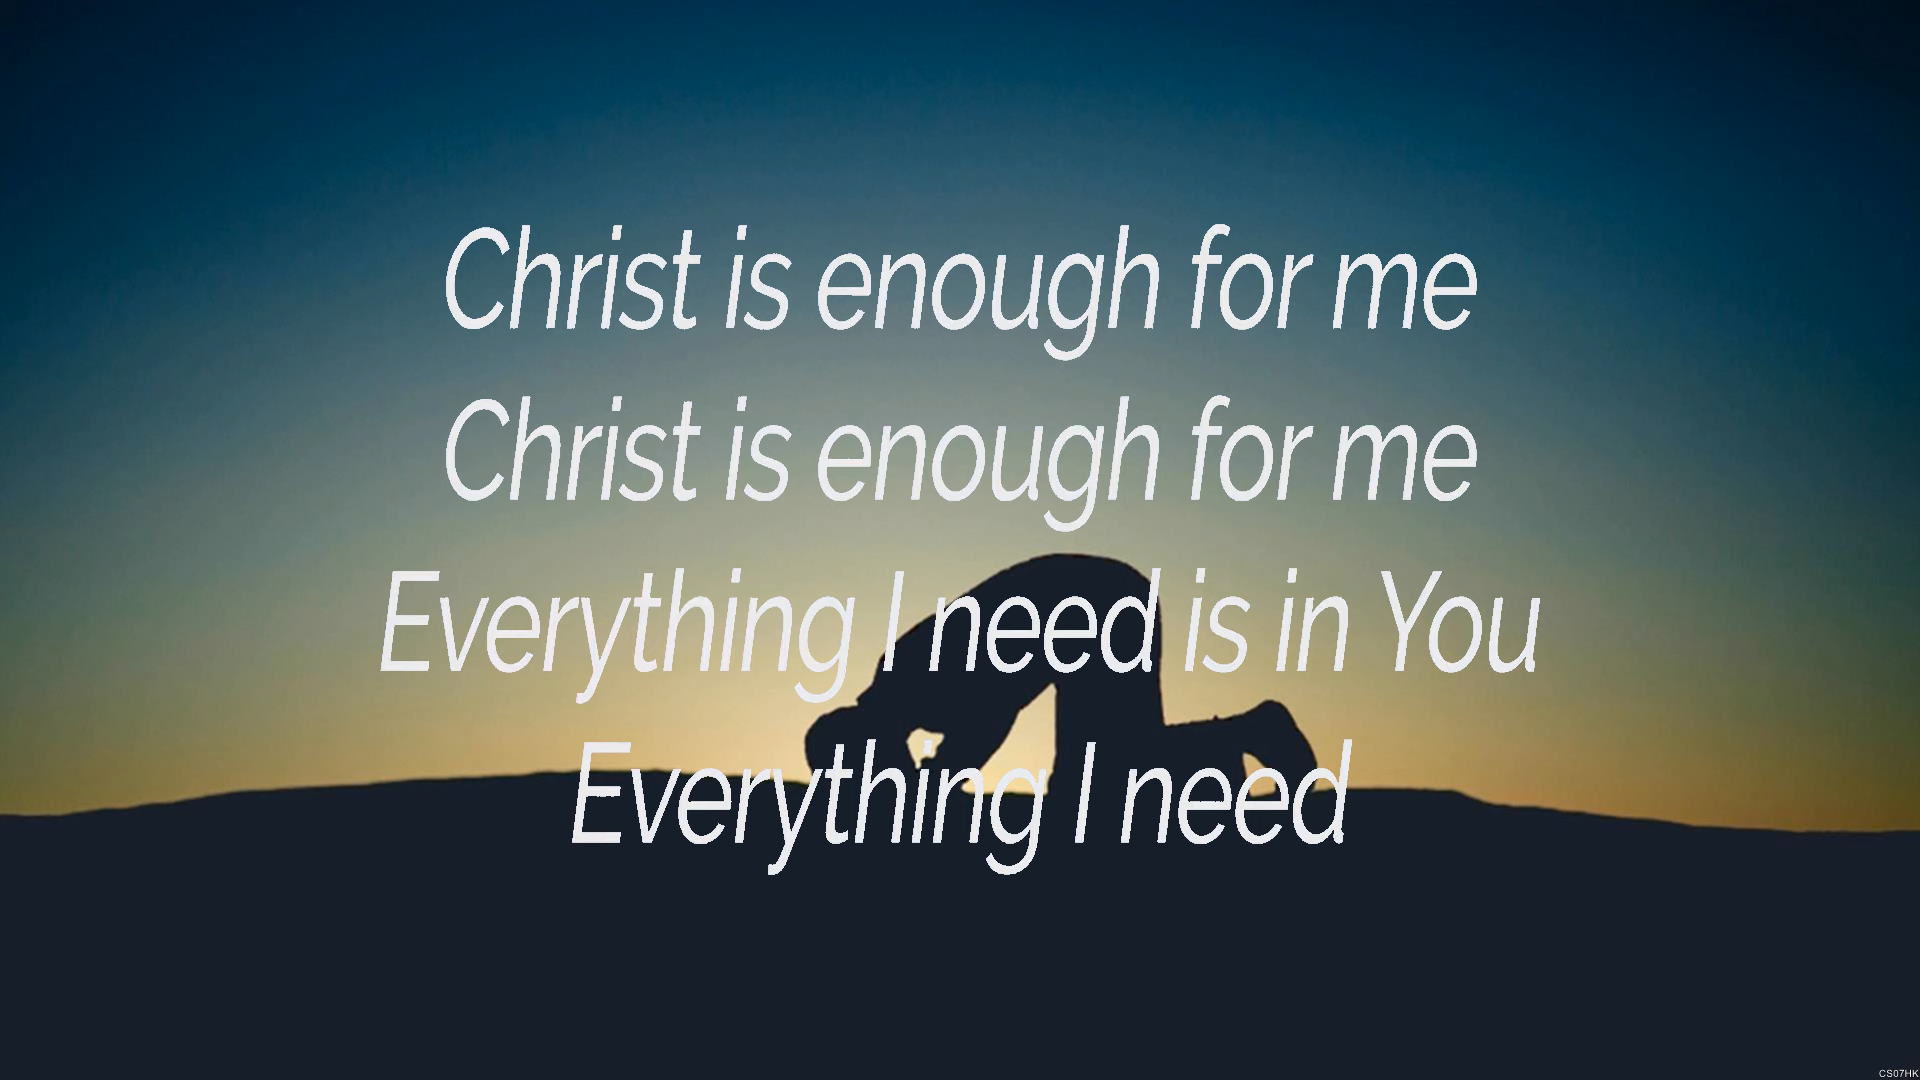 Christ is enough for me
Christ is enough for me
Everything I need is in You
Everything I need
CS07HK